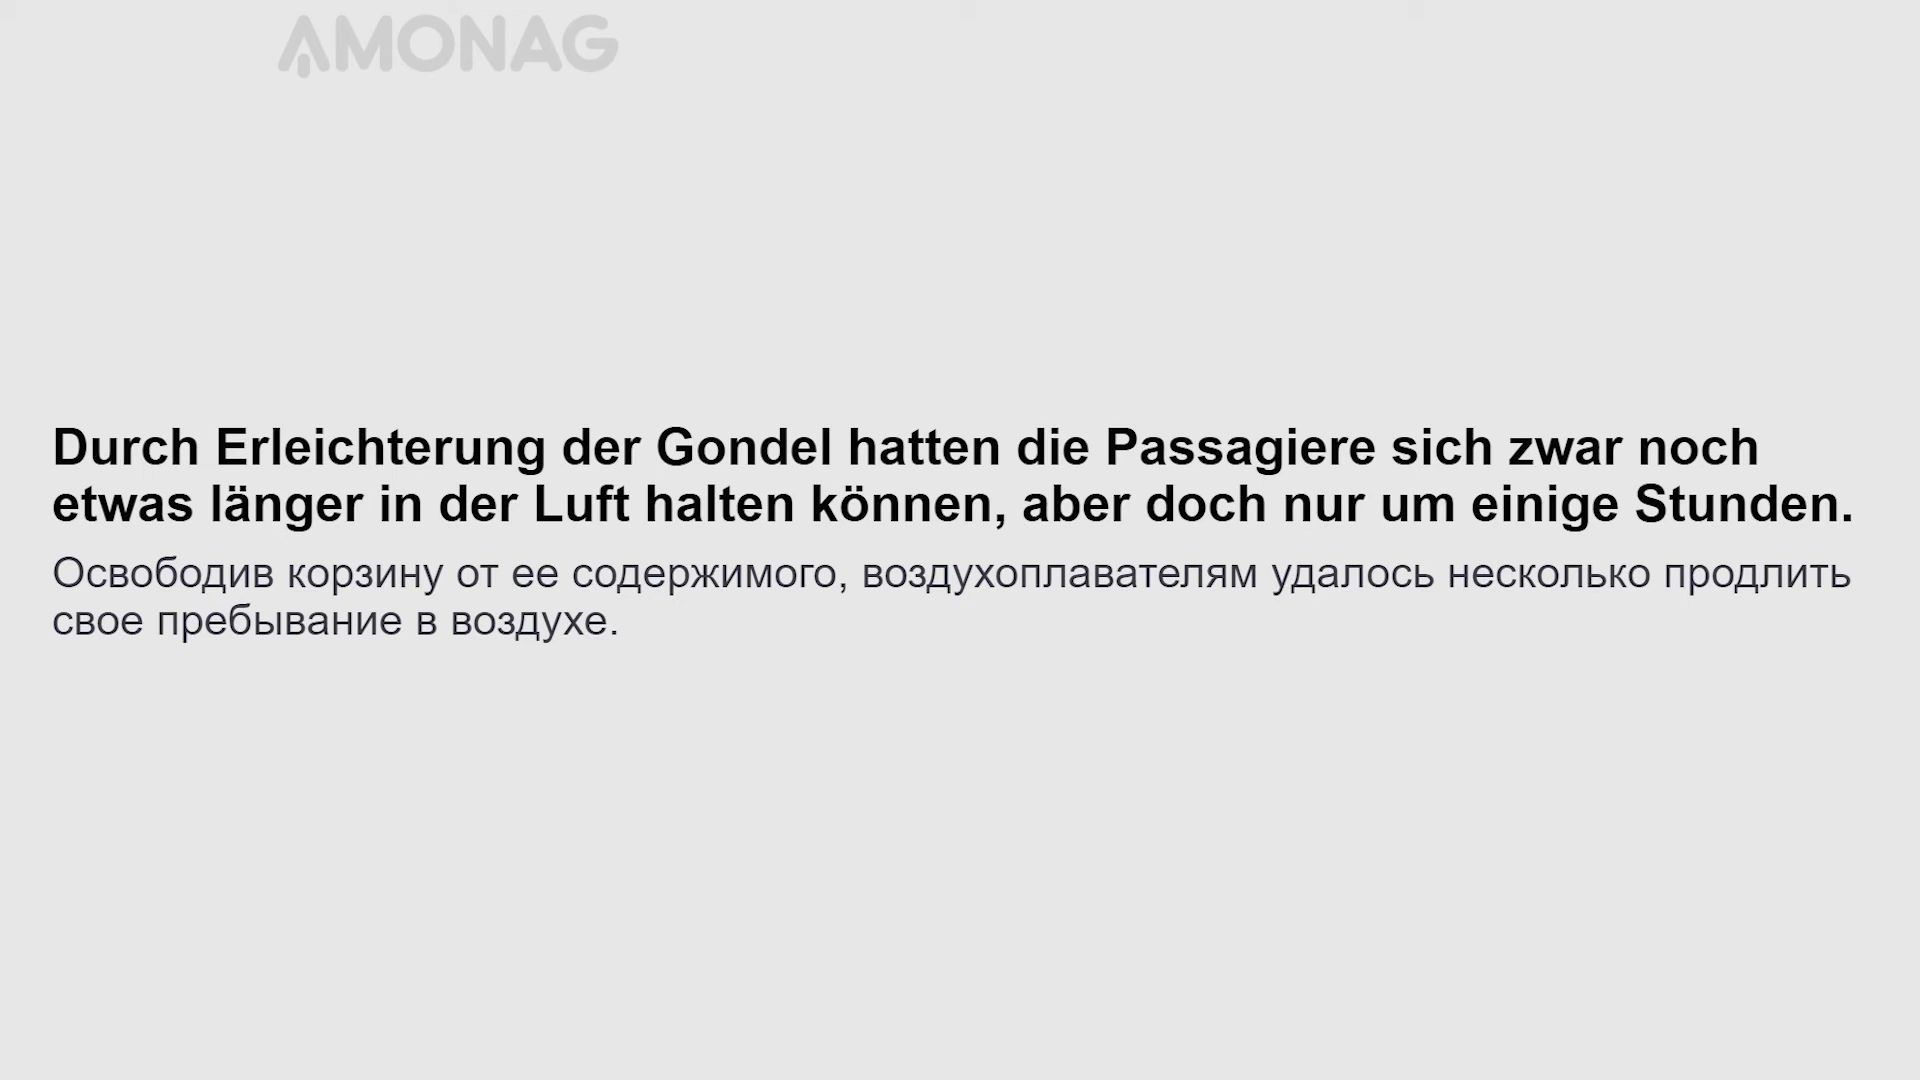 AMONAG
Durch Erleichterung der Gondel hatten die Passagiere sich zwar noch
etwas länger in der Luft halten können, aber doch nur um einige Stunden.
Освободив корзину от ее содержимого, воздухоплавателям удалось несколько продлить
свое пребывание в воздухе.